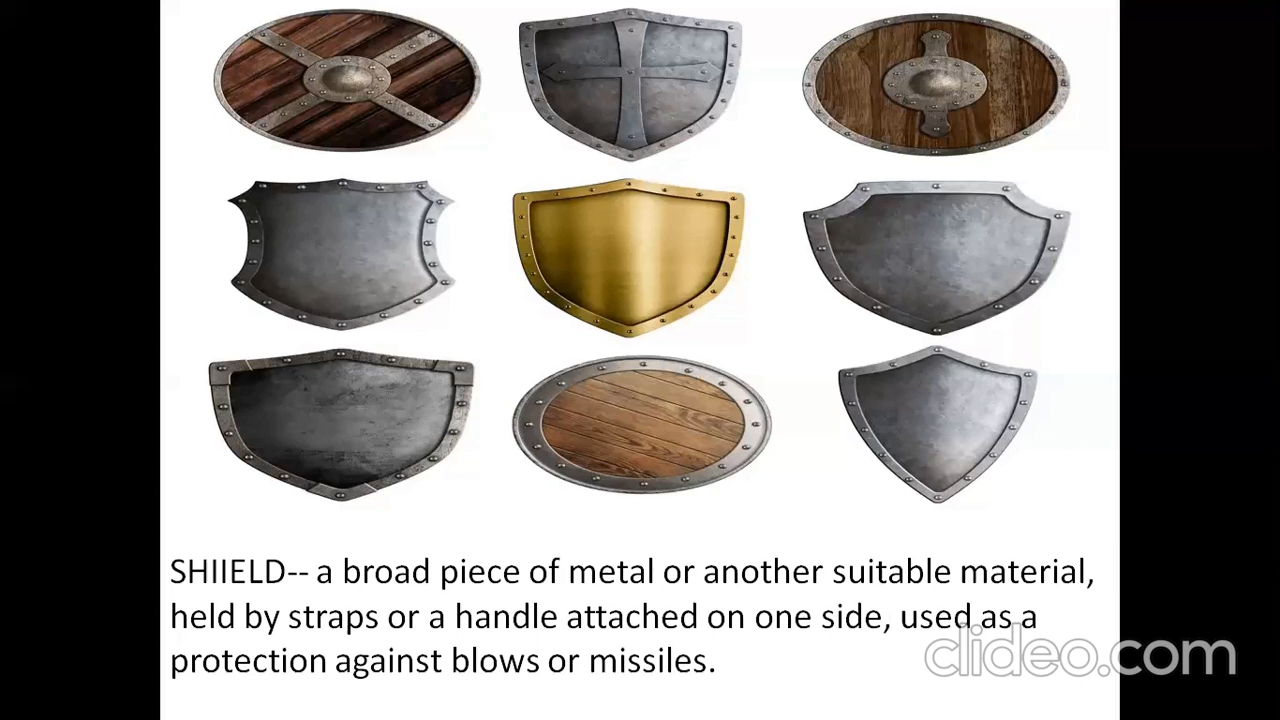 SHIIELD-- a broad piece of metal or another suitable material,
held by straps or a handle attached on one side, used as a
protection against blows or missiles.
clideo.com